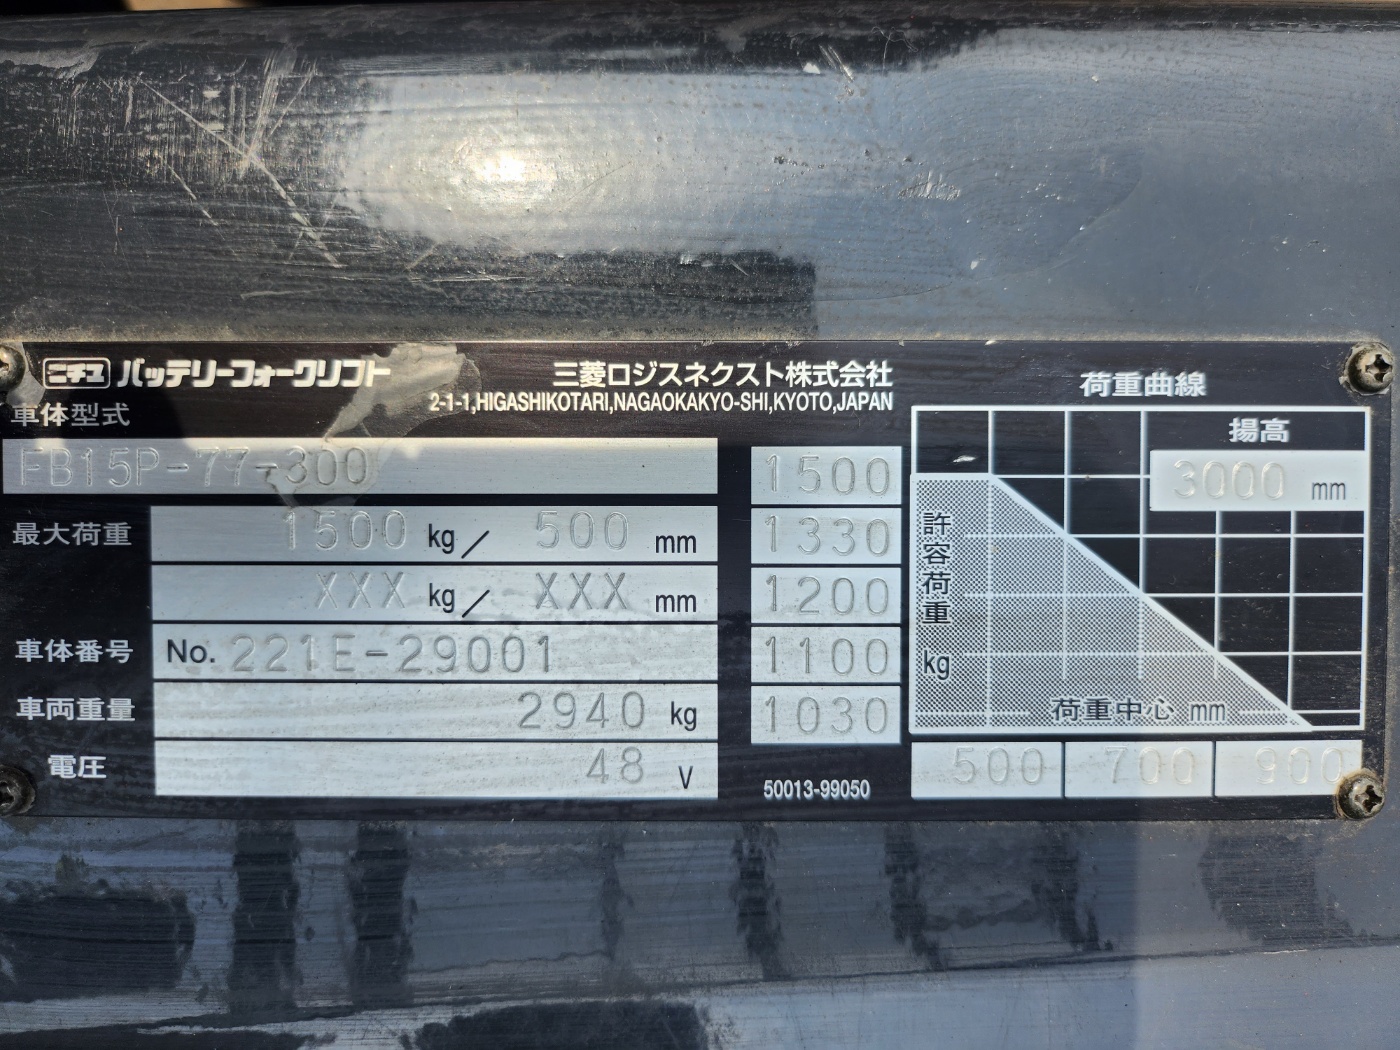 ニチユ バッテリーフォークリフト
三菱ロジスネクスト株式会社
2-1-1,HIGASHIKOTARI,NAGAOKAKYO-SHI,KYOTO,JAPAN
車体型式
FB15P-77-300
最大荷重 1500 kg／ 500 mm
XXX kg／ XXX mm
車体番号 No. 221E-29001
車両重量 2940 kg
電圧 48 V
1500
1330
1200
1100
1030
50013-99050
荷重曲線
揚高
3000 mm
許容荷重 kg
荷重中心 mm
500 700 900